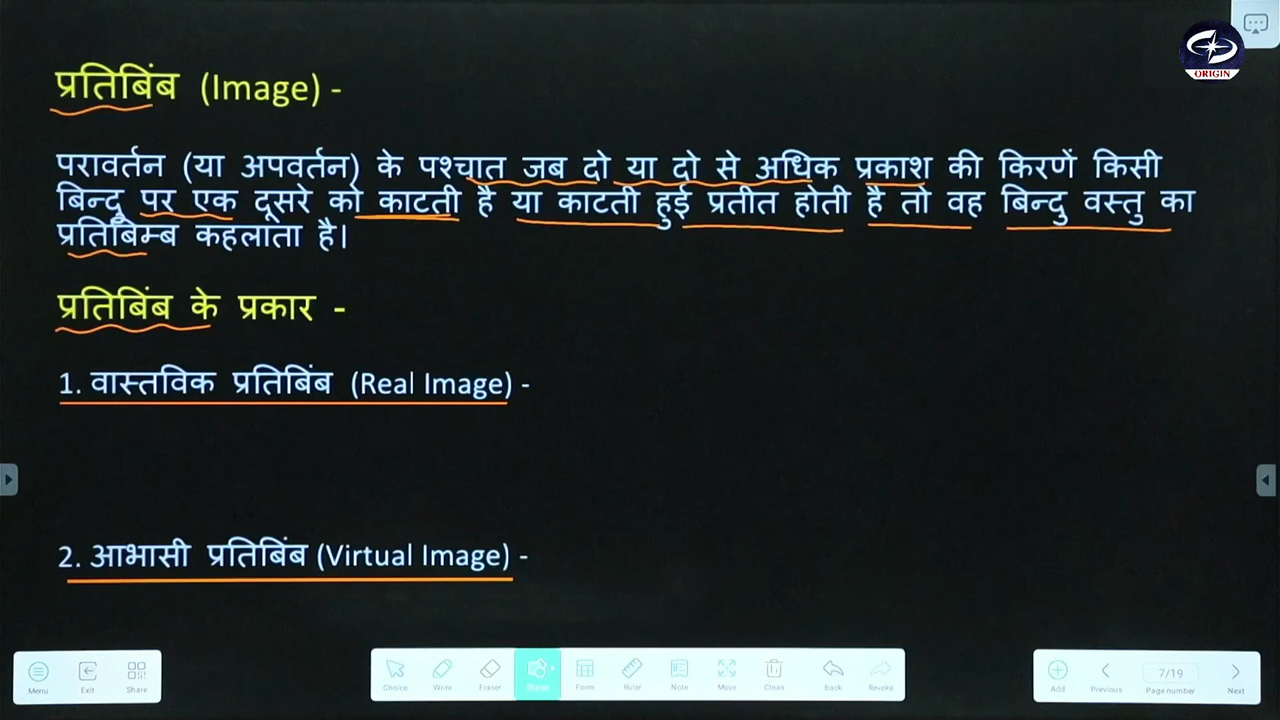 ORIGIN
प्रतिबिंब (Image) -
परावर्तन (या अपवर्तन) के पश्चात जब दो या दो से अधिक प्रकाश की किरणें किसी
बिन्दु पर एक दूसरे को काटती है या काटती हुई प्रतीत होती है तो वह बिन्दु वस्तु का
प्रतिबिम्ब कहलाता है।
प्रतिबिंब के प्रकार -
1. वास्तविक प्रतिबिंब (Real Image) -
2. आभासी प्रतिबिंब (Virtual Image) -
Menu Exit Share Choice Write Eraser Form Ruler Note Move Clean Back Revoke Add Previous 7/19 Page number Next